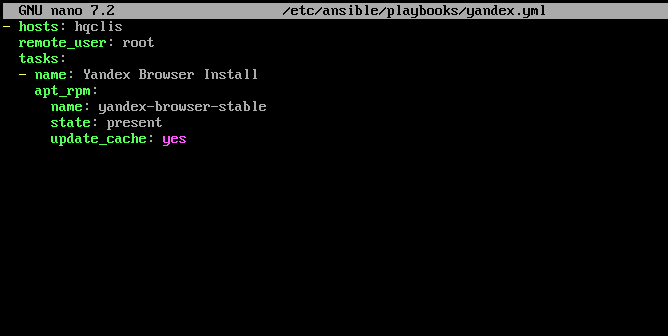 GNU nano 7.2 /etc/ansible/playbooks/yandex.yml
- hosts: hqclis
  remote_user: root
  tasks:
  - name: Yandex Browser Install
    apt_rpm:
      name: yandex-browser-stable
      state: present
      update_cache: yes